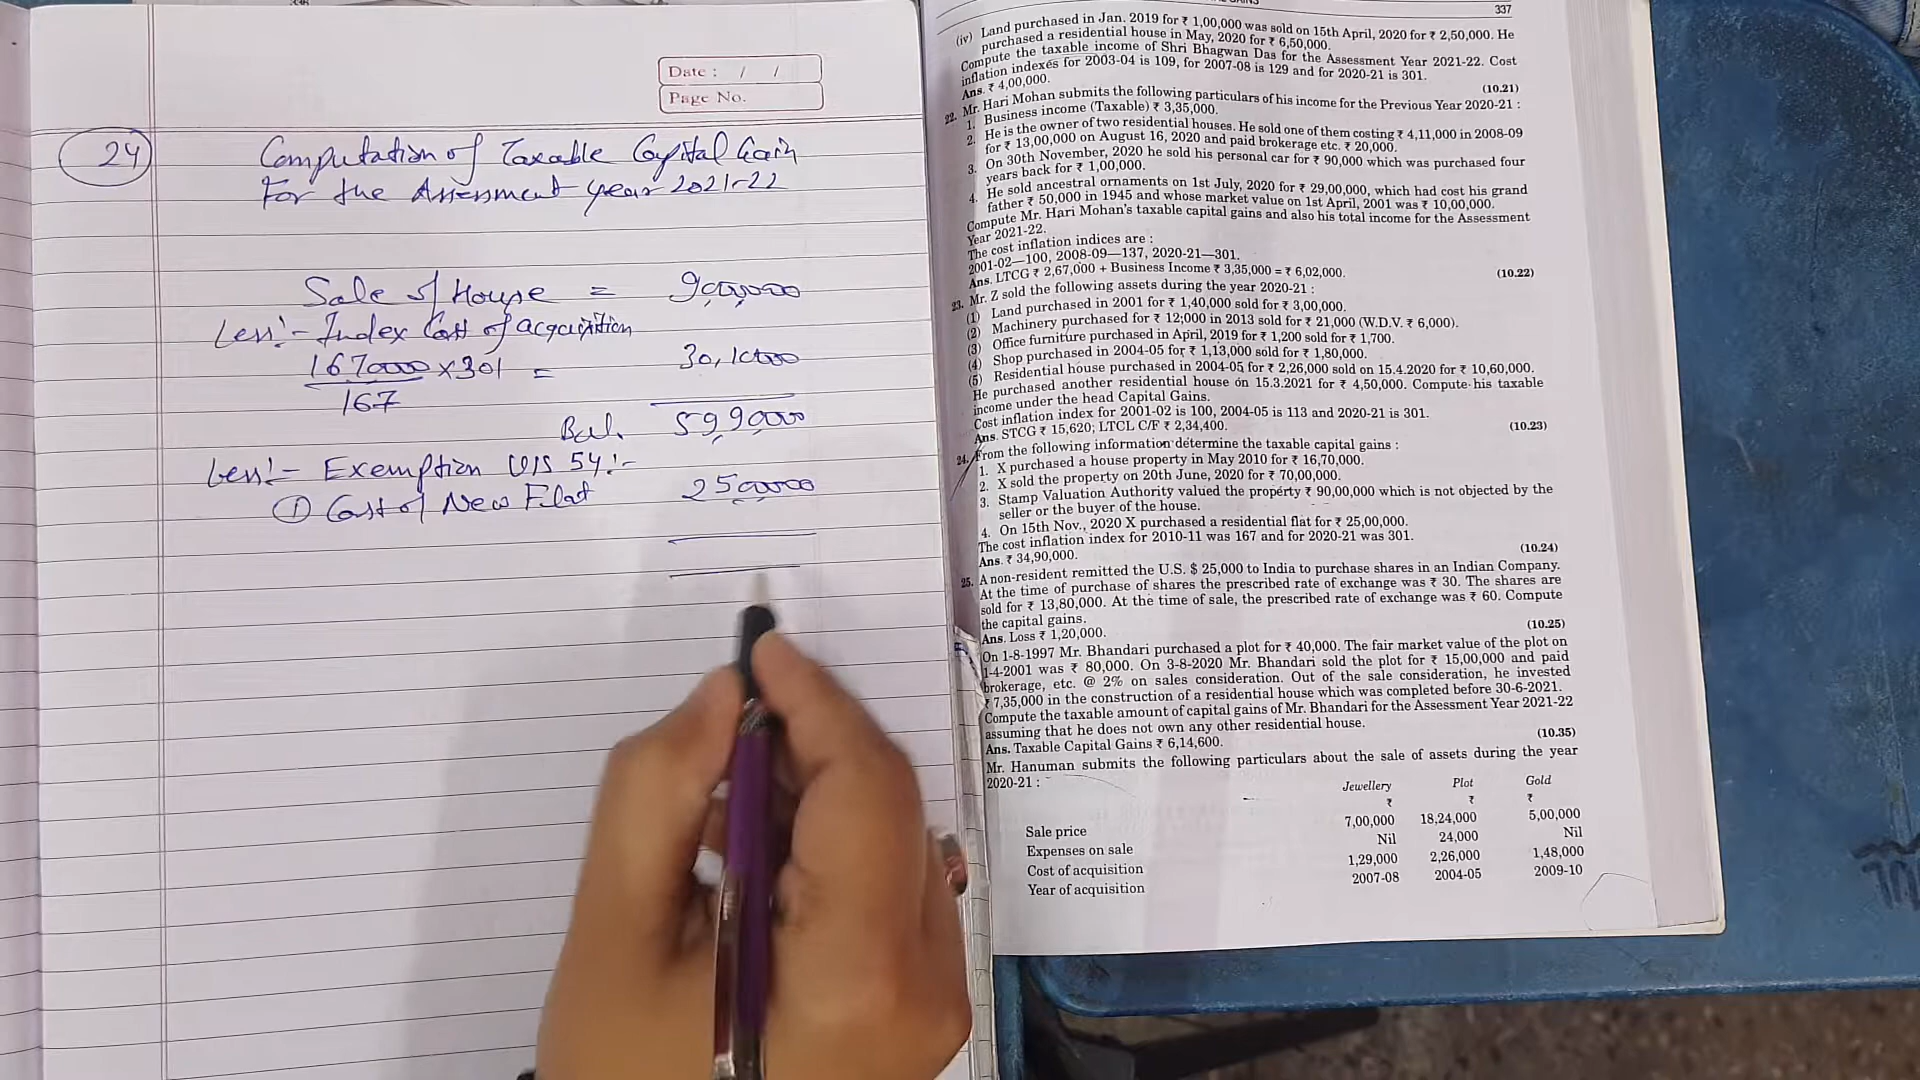 Date : / /
Page No.
24
Computation of Taxable Capital Gain
For the Assessment year 2021-22
Sale of House = 9000000
Less:- Index Cost of acquisition
1670000 × 301 = 30,10000
167
Bal. 5990000
Less:- Exemption U/S 54:-
① Cost of New Flat 2500000
337
(iv) Land purchased in Jan. 2019 for ₹ 1,00,000 was sold on 15th April, 2020 for ₹ 2,50,000. He
purchased a residential house in May, 2020 for ₹ 6,50,000.
Compute the taxable income of Shri Bhagwan Das for the Assessment Year 2021-22. Cost
inflation indexes for 2003-04 is 109, for 2007-08 is 129 and for 2020-21 is 301.
Ans. ₹ 4,00,000.
(10.21)
22. Mr. Hari Mohan submits the following particulars of his income for the Previous Year 2020-21 :
1. Business income (Taxable) ₹ 3,35,000.
2. He is the owner of two residential houses. He sold one of them costing ₹ 4,11,000 in 2008-09
for ₹ 13,00,000 on August 16, 2020 and paid brokerage etc. ₹ 20,000.
3. On 30th November, 2020 he sold his personal car for ₹ 90,000 which was purchased four
years back for ₹ 1,00,000.
4. He sold ancestral ornaments on 1st July, 2020 for ₹ 29,00,000, which had cost his grand
father ₹ 50,000 in 1945 and whose market value on 1st April, 2001 was ₹ 10,00,000.
Compute Mr. Hari Mohan's taxable capital gains and also his total income for the Assessment
Year 2021-22.
The cost inflation indices are :
2001-02—100, 2008-09—137, 2020-21—301.
Ans. LTCG ₹ 2,67,000 + Business Income ₹ 3,35,000 = ₹ 6,02,000.
(10.22)
23. Mr. Z sold the following assets during the year 2020-21 :
(1) Land purchased in 2001 for ₹ 1,40,000 sold for ₹ 3,00,000.
(2) Machinery purchased for ₹ 12,000 in 2013 sold for ₹ 21,000 (W.D.V. ₹ 6,000).
(3) Office furniture purchased in April, 2019 for ₹ 1,200 sold for ₹ 1,700.
(4) Shop purchased in 2004-05 for ₹ 1,13,000 sold for ₹ 1,80,000.
(5) Residential house purchased in 2004-05 for ₹ 2,26,000 sold on 15.4.2020 for ₹ 10,60,000.
He purchased another residential house on 15.3.2021 for ₹ 4,50,000. Compute his taxable
income under the head Capital Gains.
Cost inflation index for 2001-02 is 100, 2004-05 is 113 and 2020-21 is 301.
Ans. STCG ₹ 15,620; LTCL C/F ₹ 2,34,400.
(10.23)
24. From the following information determine the taxable capital gains :
1. X purchased a house property in May 2010 for ₹ 16,70,000.
2. X sold the property on 20th June, 2020 for ₹ 70,00,000.
3. Stamp Valuation Authority valued the property ₹ 90,00,000 which is not objected by the
seller or the buyer of the house.
4. On 15th Nov., 2020 X purchased a residential flat for ₹ 25,00,000.
The cost inflation index for 2010-11 was 167 and for 2020-21 was 301.
Ans. ₹ 34,90,000.
(10.24)
25. A non-resident remitted the U.S. $ 25,000 to India to purchase shares in an Indian Company.
At the time of purchase of shares the prescribed rate of exchange was ₹ 30. The shares are
sold for ₹ 13,80,000. At the time of sale, the prescribed rate of exchange was ₹ 60. Compute
the capital gains.
Ans. Loss ₹ 1,20,000.
(10.25)
On 1-8-1997 Mr. Bhandari purchased a plot for ₹ 40,000. The fair market value of the plot on
1-4-2001 was ₹ 80,000. On 3-8-2020 Mr. Bhandari sold the plot for ₹ 15,00,000 and paid
brokerage, etc. @ 2% on sales consideration. Out of the sale consideration, he invested
₹ 7,35,000 in the construction of a residential house which was completed before 30-6-2021.
Compute the taxable amount of capital gains of Mr. Bhandari for the Assessment Year 2021-22
assuming that he does not own any other residential house.
Ans. Taxable Capital Gains ₹ 6,14,600.
(10.35)
Mr. Hanuman submits the following particulars about the sale of assets during the year
2020-21 :
Jewellery Plot Gold
₹ ₹ ₹
Sale price 7,00,000 18,24,000 5,00,000
Expenses on sale Nil 24,000 Nil
Cost of acquisition 1,29,000 2,26,000 1,48,000
Year of acquisition 2007-08 2004-05 2009-10